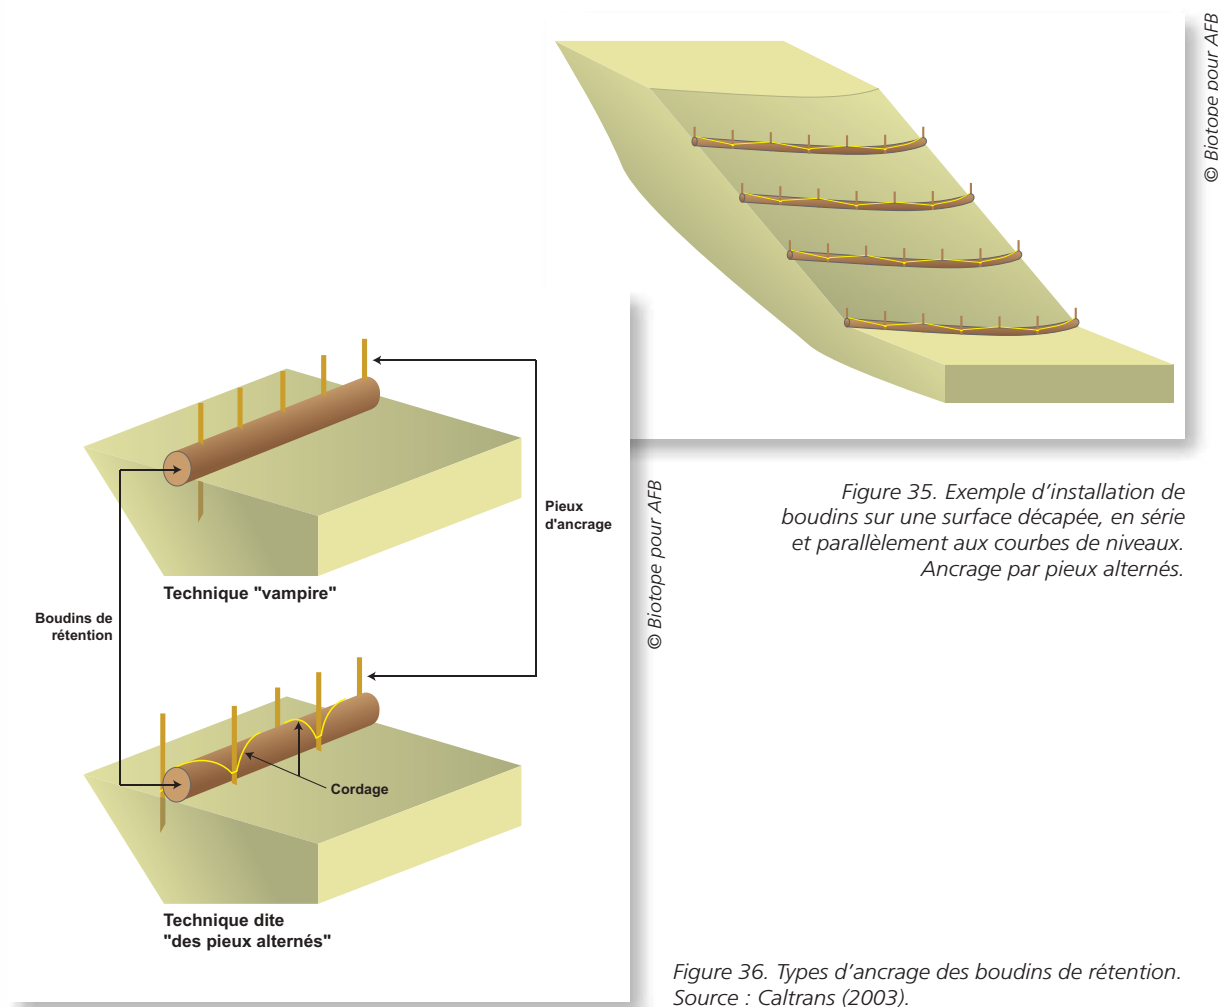 © Biotope pour AFB
Figure 35. Exemple d’installation de
boudins sur une surface décapée, en série
et parallèlement aux courbes de niveaux.
Ancrage par pieux alternés.
Pieux
d'ancrage
© Biotope pour AFB
Technique "vampire"
Boudins de
rétention
Cordage
Technique dite
"des pieux alternés"
Figure 36. Types d’ancrage des boudins de rétention.
Source : Caltrans (2003).